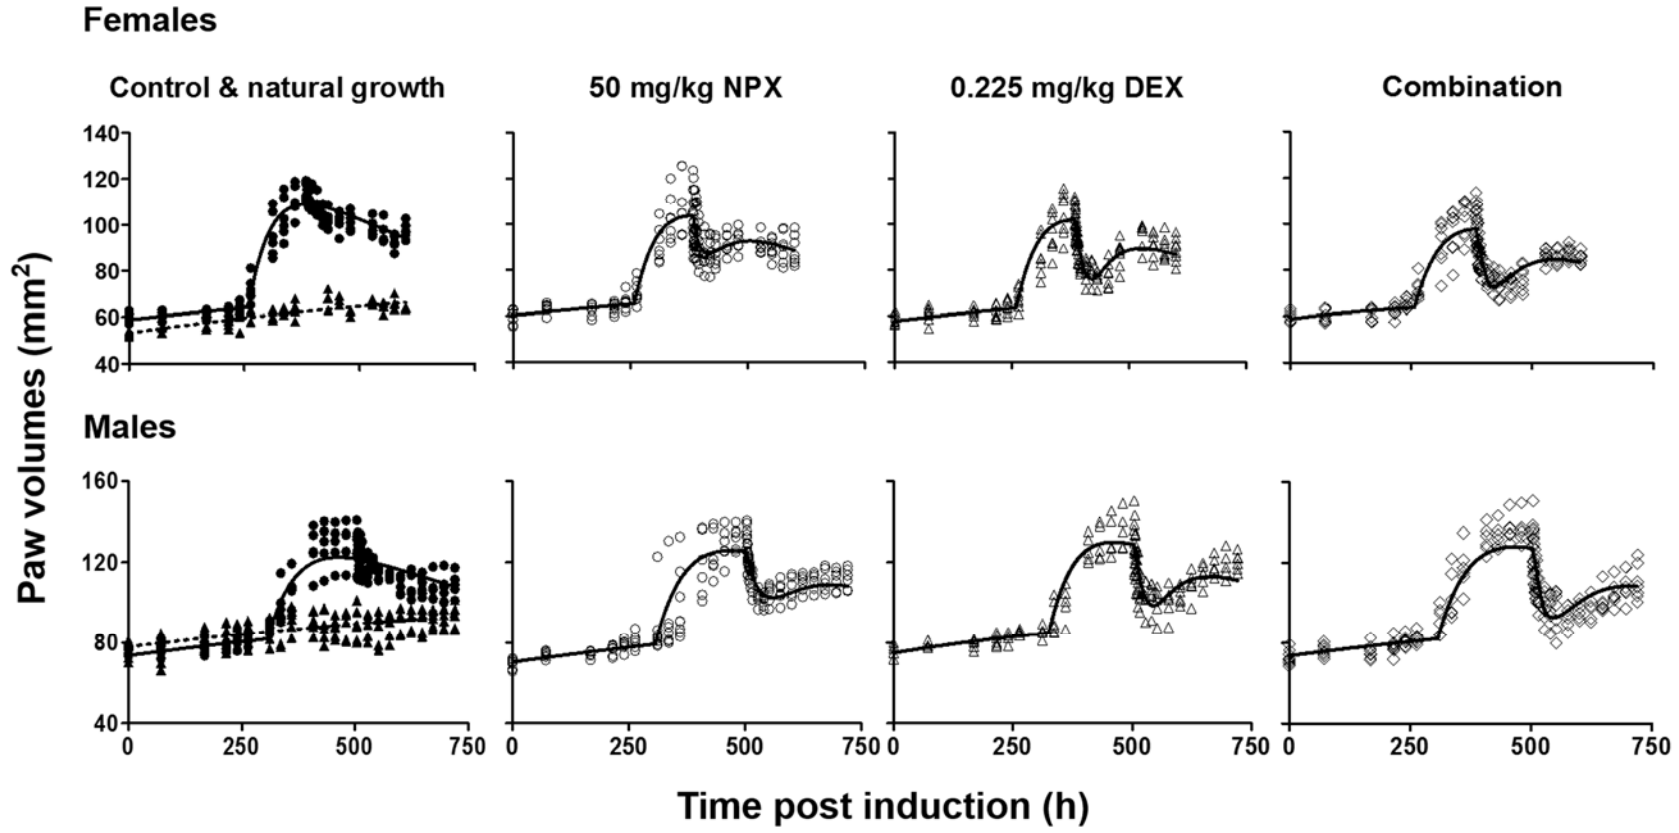 Females
Control & natural growth
50 mg/kg NPX
0.225 mg/kg DEX
Combination
140
120
100
80
60
40
Paw volumes (mm²)
Males
160
120
80
40
0 250 500 750
0 250 500 750
0 250 500 750
0 250 500 750
Time post induction (h)